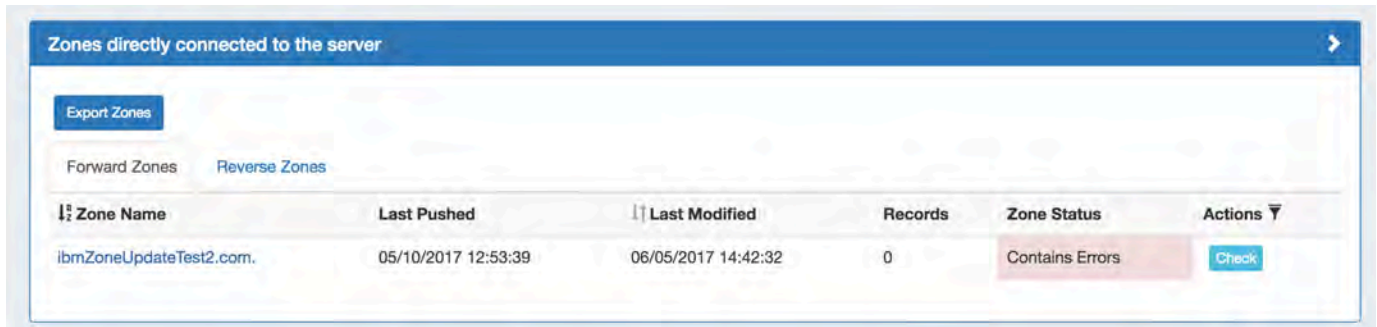 Zones directly connected to the server
Export Zones
Forward Zones Reverse Zones
Zone Name Last Pushed Last Modified Records Zone Status Actions
ibmZoneUpdateTest2.com. 05/10/2017 12:53:39 06/05/2017 14:42:32 0 Contains Errors Check